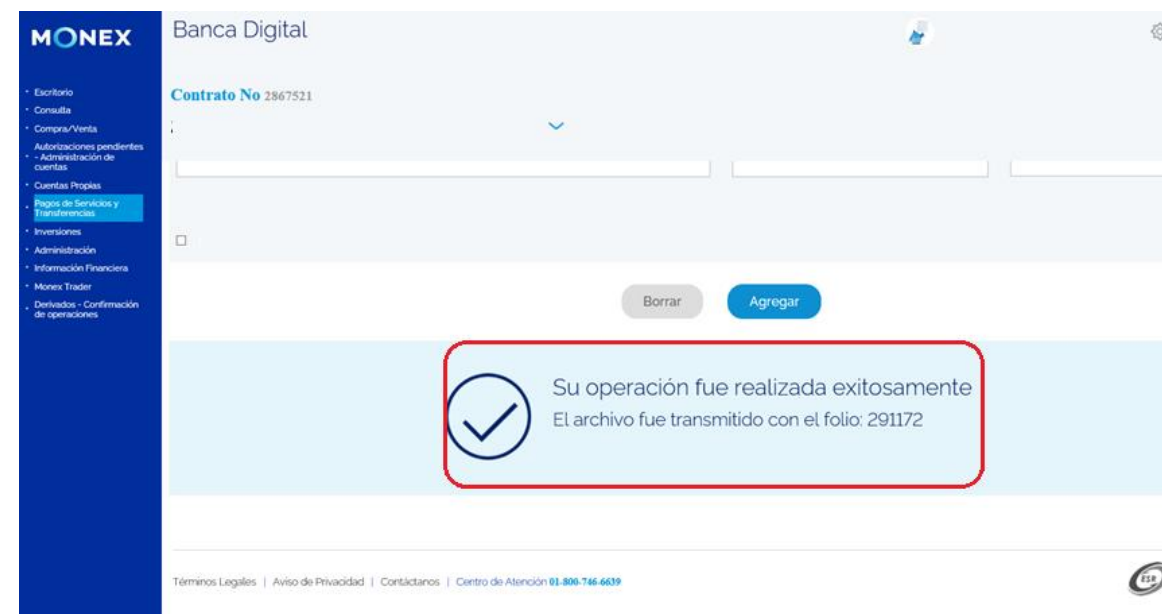 MONEX
Banca Digital
Contrato No 2867521
Escritorio
Consulta
Compra/Venta
Autorizaciones pendientes
- Administración de
cuentas
Cuentas Propias
Pagos de Servicios y
Transferencias
Inversiones
Administración
Información Financiera
Monex Trader
Derivados - Confirmación
de operaciones
Borrar
Agregar
Su operación fue realizada exitosamente
El archivo fue transmitido con el folio: 291172
Términos Legales | Aviso de Privacidad | Contáctanos | Centro de Atención 01-800-746-6639
ESR